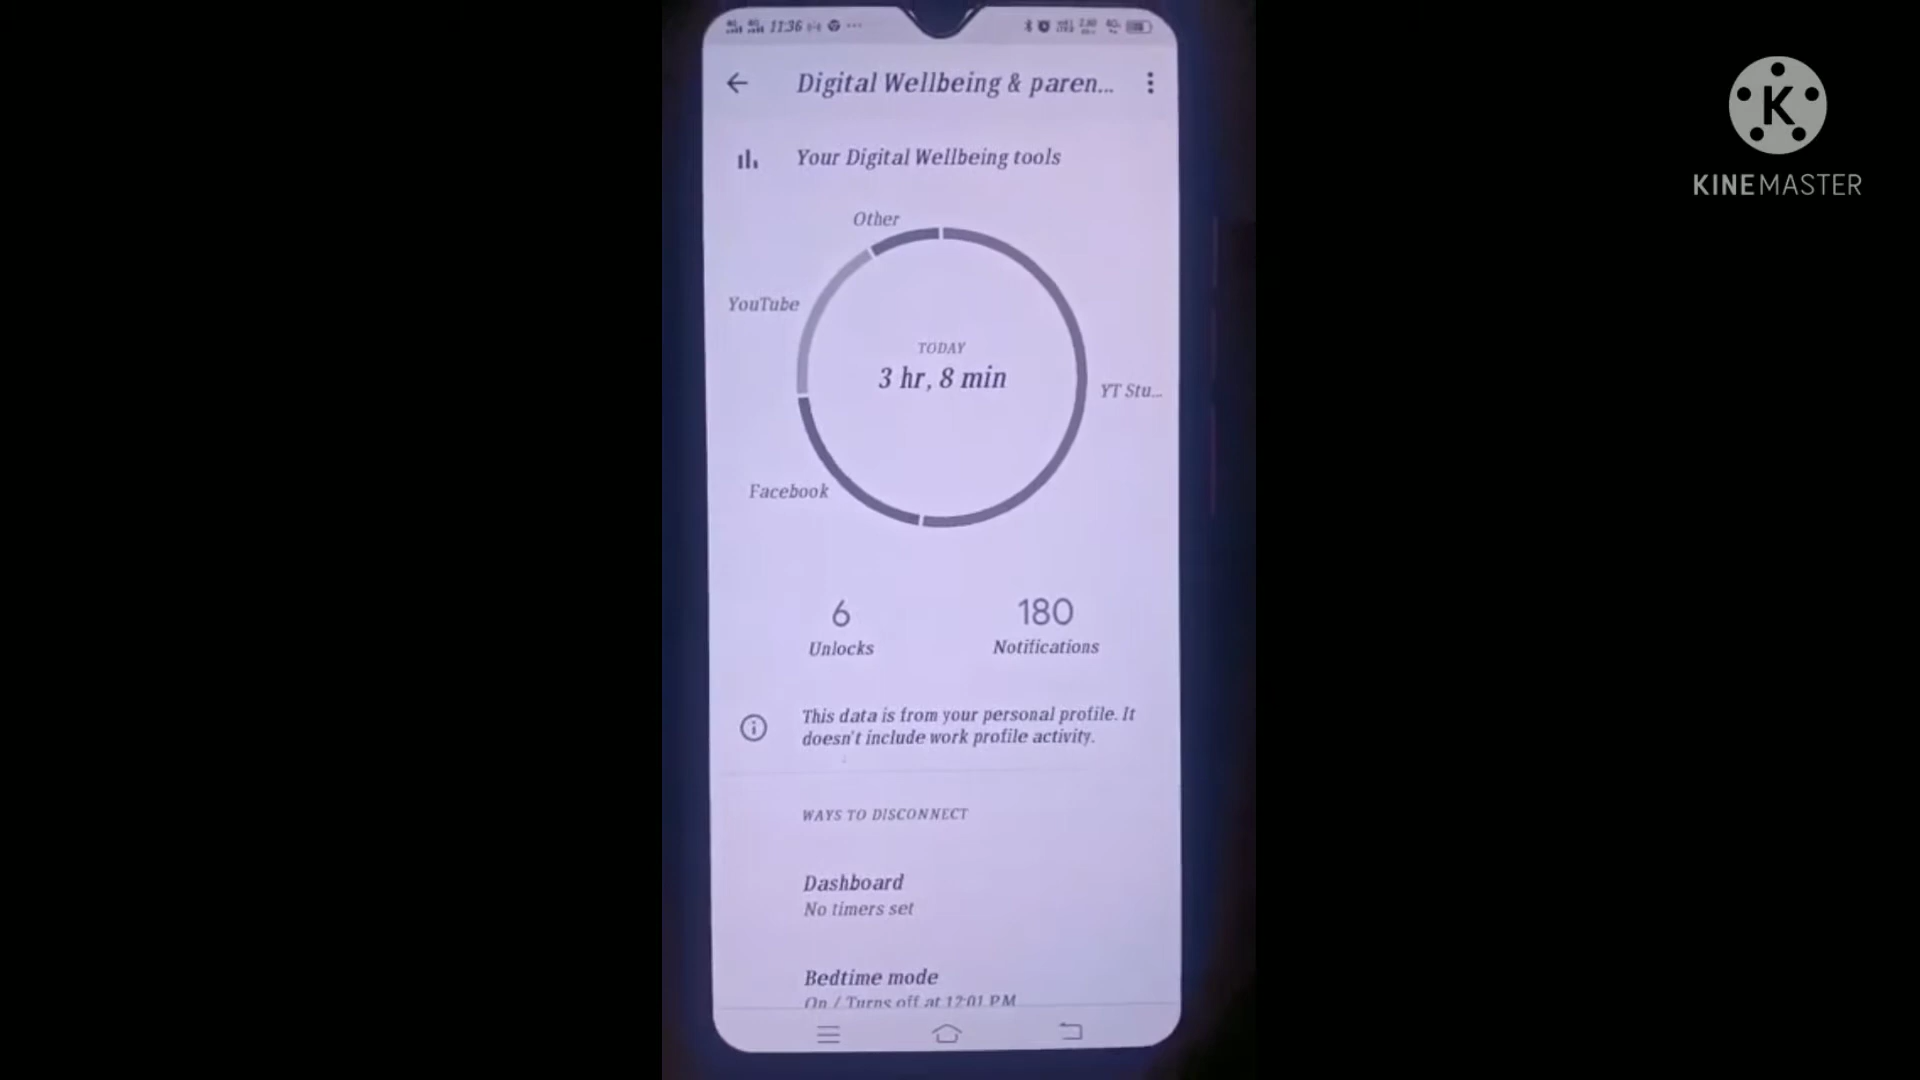 11:36
Digital Wellbeing & paren...
Your Digital Wellbeing tools
Other
YouTube
TODAY
3 hr, 8 min
YT Stu...
Facebook
6
180
Unlocks
Notifications
This data is from your personal profile. It
doesn't include work profile activity.
WAYS TO DISCONNECT
Dashboard
No timers set
Bedtime mode
On / Turns off at 12:01 PM
K
KINEMASTER